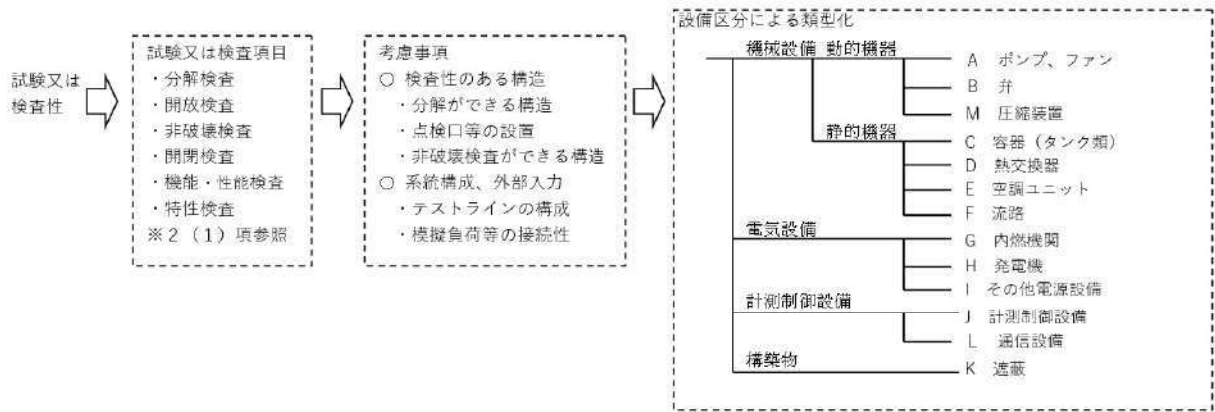 試験又は
検査性
試験又は検査項目
・分解検査
・開放検査
・非破壊検査
・開閉検査
・機能・性能検査
・特性検査
※2（1）項参照
考慮事項
○ 検査性のある構造
・分解ができる構造
・点検口等の設置
・非破壊検査ができる構造
○ 系統構成、外部入力
・テストラインの構成
・模擬負荷等の接続性
設備区分による類型化
機械設備 動的機器
A ポンプ、ファン
B 弁
M 圧縮装置
静的機器
C 容器（タンク類）
D 熱交換器
E 空調ユニット
F 流路
電気設備
G 内燃機関
H 発電機
I その他電源設備
計測制御設備
J 計測制御設備
L 通信設備
構築物
K 遮蔽